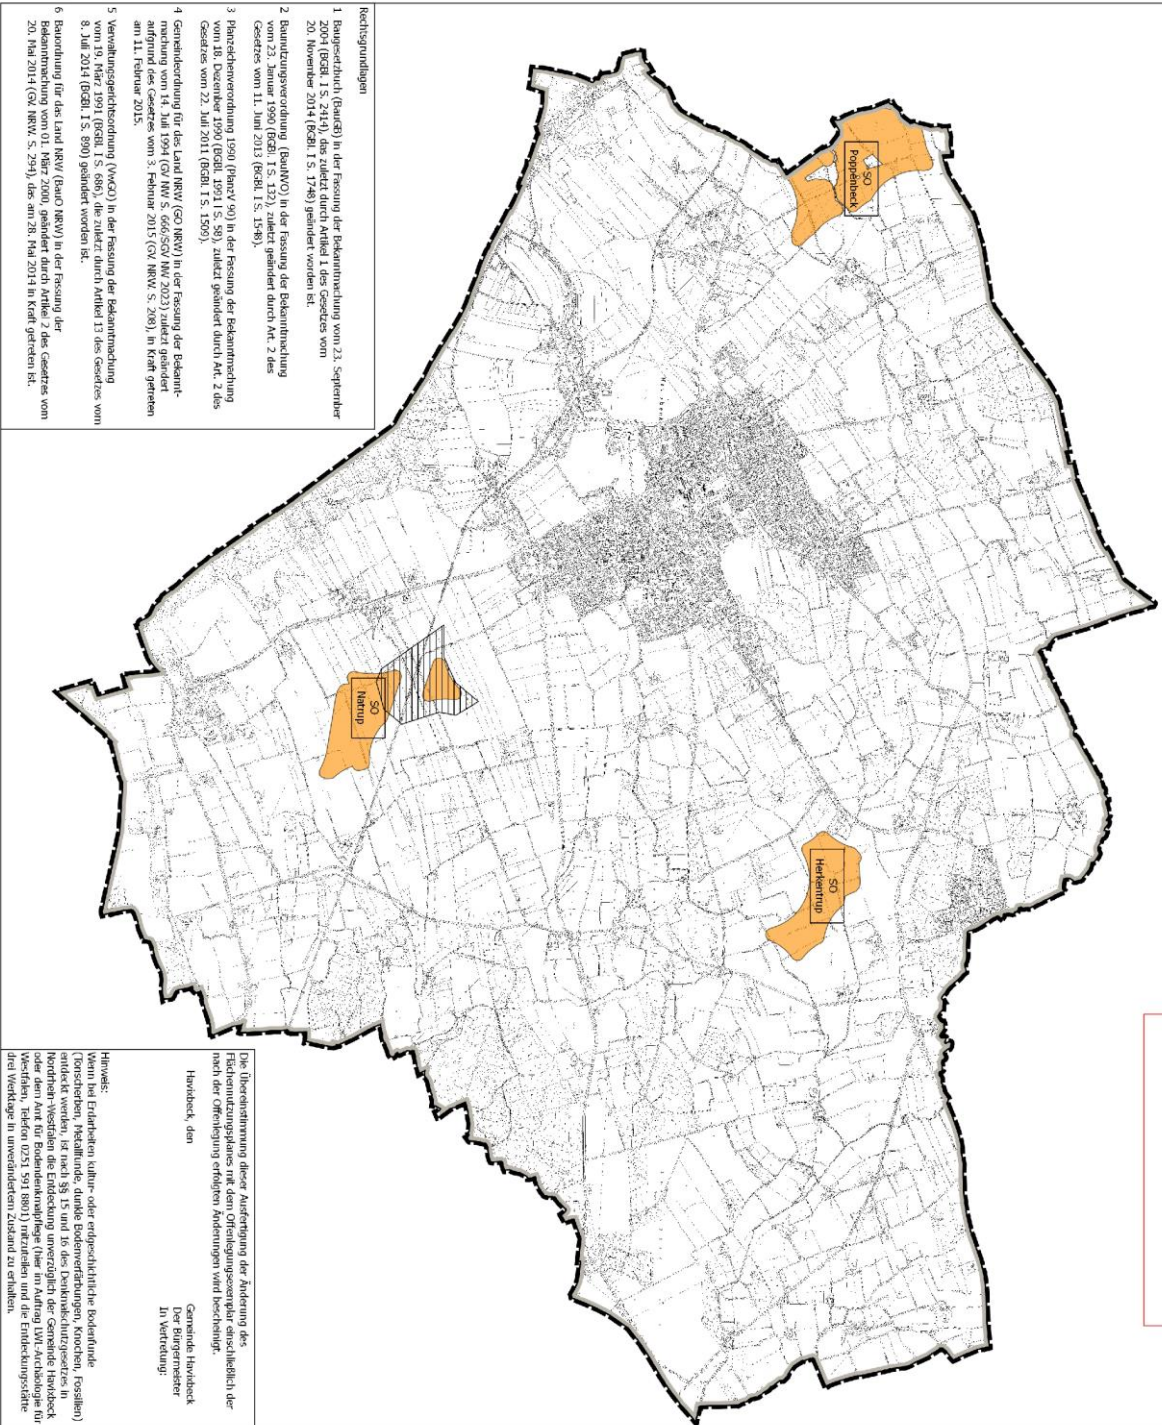 Rechtsgrundlagen
1 Baugesetzbuch (BauGB) in der Fassung der Bekanntmachung vom 23. September
2004 (BGBl. I S. 2414), das zuletzt durch Artikel 1 des Gesetzes vom
20. November 2014 (BGBl. I S. 1748) geändert worden ist.
2 Baunutzungsverordnung (BauNVO) in der Fassung der Bekanntmachung
vom 23. Januar 1990 (BGBl. I S. 132), zuletzt geändert durch Art. 2 des
Gesetzes vom 11. Juni 2013 (BGBl. I S. 1548).
3 Planzeichenverordnung 1990 (PlanzV 90) in der Fassung der Bekanntmachung
vom 18. Dezember 1990 (BGBl. 1991 I S. 58), zuletzt geändert durch Art. 2 des
Gesetzes vom 22. Juli 2011 (BGBl. I S. 1509).
4 Gemeindeordnung für das Land NRW (GO NRW) in der Fassung der Bekannt-
machung vom 14. Juli 1994 (GV NW S. 666/SGV NW 2023) zuletzt geändert
aufgrund des Gesetzes vom 3. Februar 2015 (GV. NRW. S. 208), in Kraft getreten
am 11. Februar 2015.
5 Verwaltungsgerichtsordnung (VwGO) in der Fassung der Bekanntmachung
vom 19. März 1991 (BGBl. I S. 686), die zuletzt durch Artikel 13 des Gesetzes vom
8. Juli 2014 (BGBl. I S. 890) geändert worden ist.
6 Bauordnung für das Land NRW (BauO NRW) in der Fassung der
Bekanntmachung vom 01. März 2000, geändert durch Artikel 2 des Gesetzes vom
20. Mai 2014 (GV. NRW. S. 294), das am 28. Mai 2014 in Kraft getreten ist.
SO
Poppenbeck
SO
Natrup
SO
Herkentrup
Die Übereinstimmung dieser Ausfertigung der Änderung des
Flächennutzungsplanes mit dem Offenlegungsexemplar einschließlich der
nach der Offenlegung erfolgten Änderungen wird bescheinigt.
Havixbeck, den
Gemeinde Havixbeck
Der Bürgermeister
In Vertretung:
Hinweis:
Wenn bei Erdarbeiten kultur- oder erdgeschichtliche Bodenfunde
(Tonscherben, Metallfunde, dunkle Bodenverfärbungen, Knochen, Fossilien)
entdeckt werden, ist nach §§ 15 und 16 des Denkmalschutzgesetzes in
Nordrhein-Westfalen die Entdeckung unverzüglich der Gemeinde Havixbeck
oder dem Amt für Bodendenkmalpflege (hier im Auftrag LWL-Archäologie für
Westfalen, Telefon 0251 591 8801) mitzuteilen und die Entdeckungsstätte
drei Werktage in unverändertem Zustand zu erhalten.